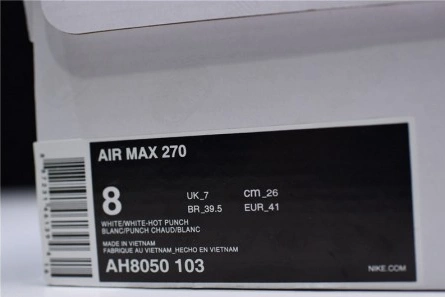 AIR MAX 270
8
UK_7
cm_26
BR_39.5
EUR_41
WHITE/WHITE-HOT PUNCH
BLANC/PUNCH CHAUD/BLANC
MADE IN VIETNAM
FABRIQUE AU VIETNAM_HECHO EN VIETNAM
AH8050 103
NIKE.COM